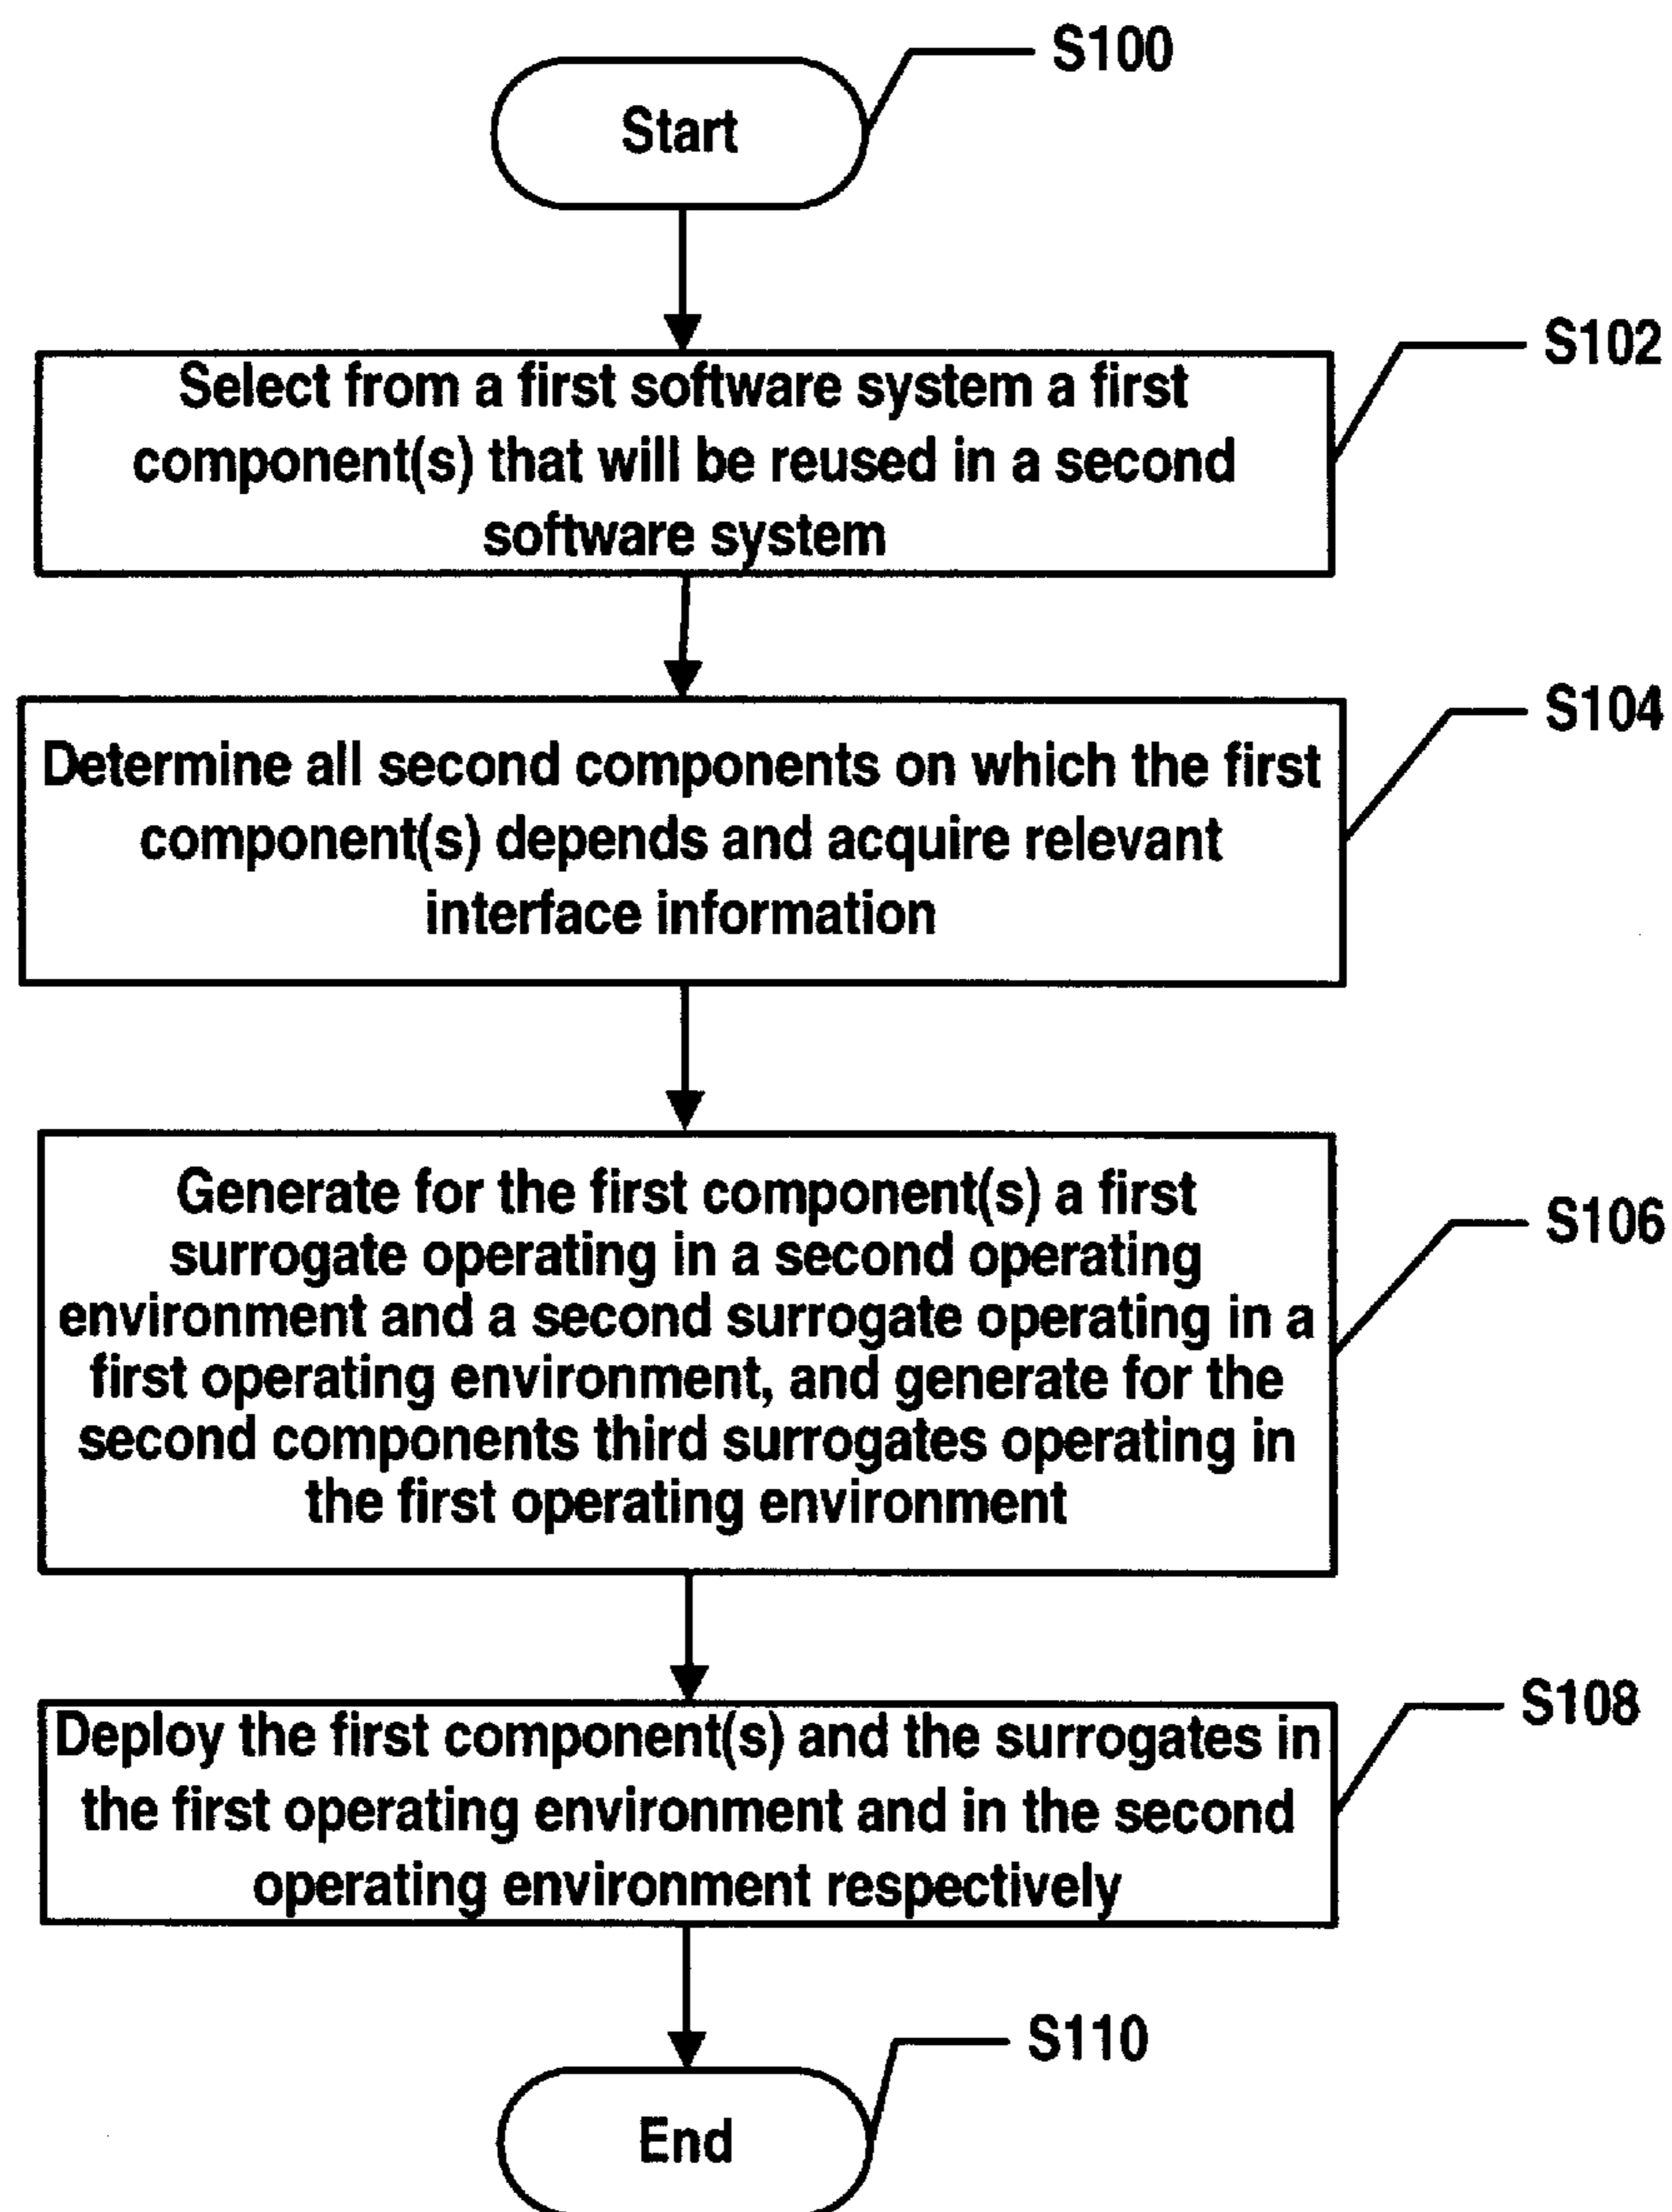 S100
Start
S102
Select from a first software system a first
component(s) that will be reused in a second
software system
S104
Determine all second components on which the first
component(s) depends and acquire relevant
interface information
S106
Generate for the first component(s) a first
surrogate operating in a second operating
environment and a second surrogate operating in a
first operating environment, and generate for the
second components third surrogates operating in
the first operating environment
S108
Deploy the first component(s) and the surrogates in
the first operating environment and in the second
operating environment respectively
S110
End